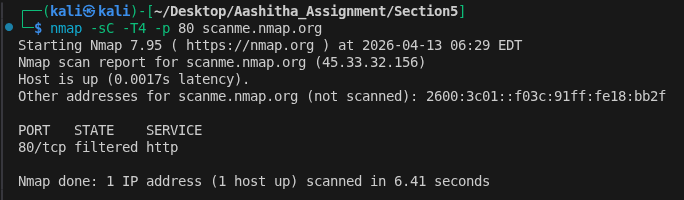 ┌──(kali㉿kali)-[~/Desktop/Aashitha_Assignment/Section5]
└─$ nmap -sC -T4 -p 80 scanme.nmap.org
Starting Nmap 7.95 ( https://nmap.org ) at 2026-04-13 06:29 EDT
Nmap scan report for scanme.nmap.org (45.33.32.156)
Host is up (0.0017s latency).
Other addresses for scanme.nmap.org (not scanned): 2600:3c01::f03c:91ff:fe18:bb2f

PORT   STATE    SERVICE
80/tcp filtered http

Nmap done: 1 IP address (1 host up) scanned in 6.41 seconds